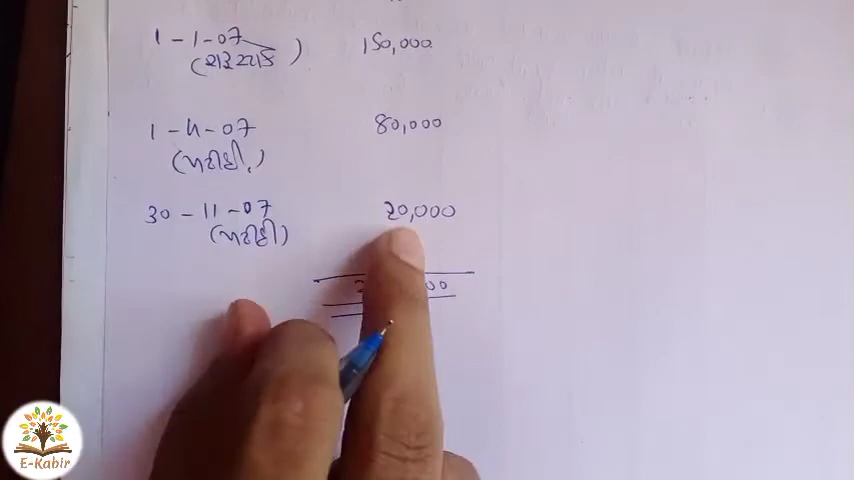 1-1-07 150,000
(શરૂસ્ટોક)
1-4-07 80,000
(ખરીદી.)
30-11-07 20,000
(ખરીદી)
E-Kabir